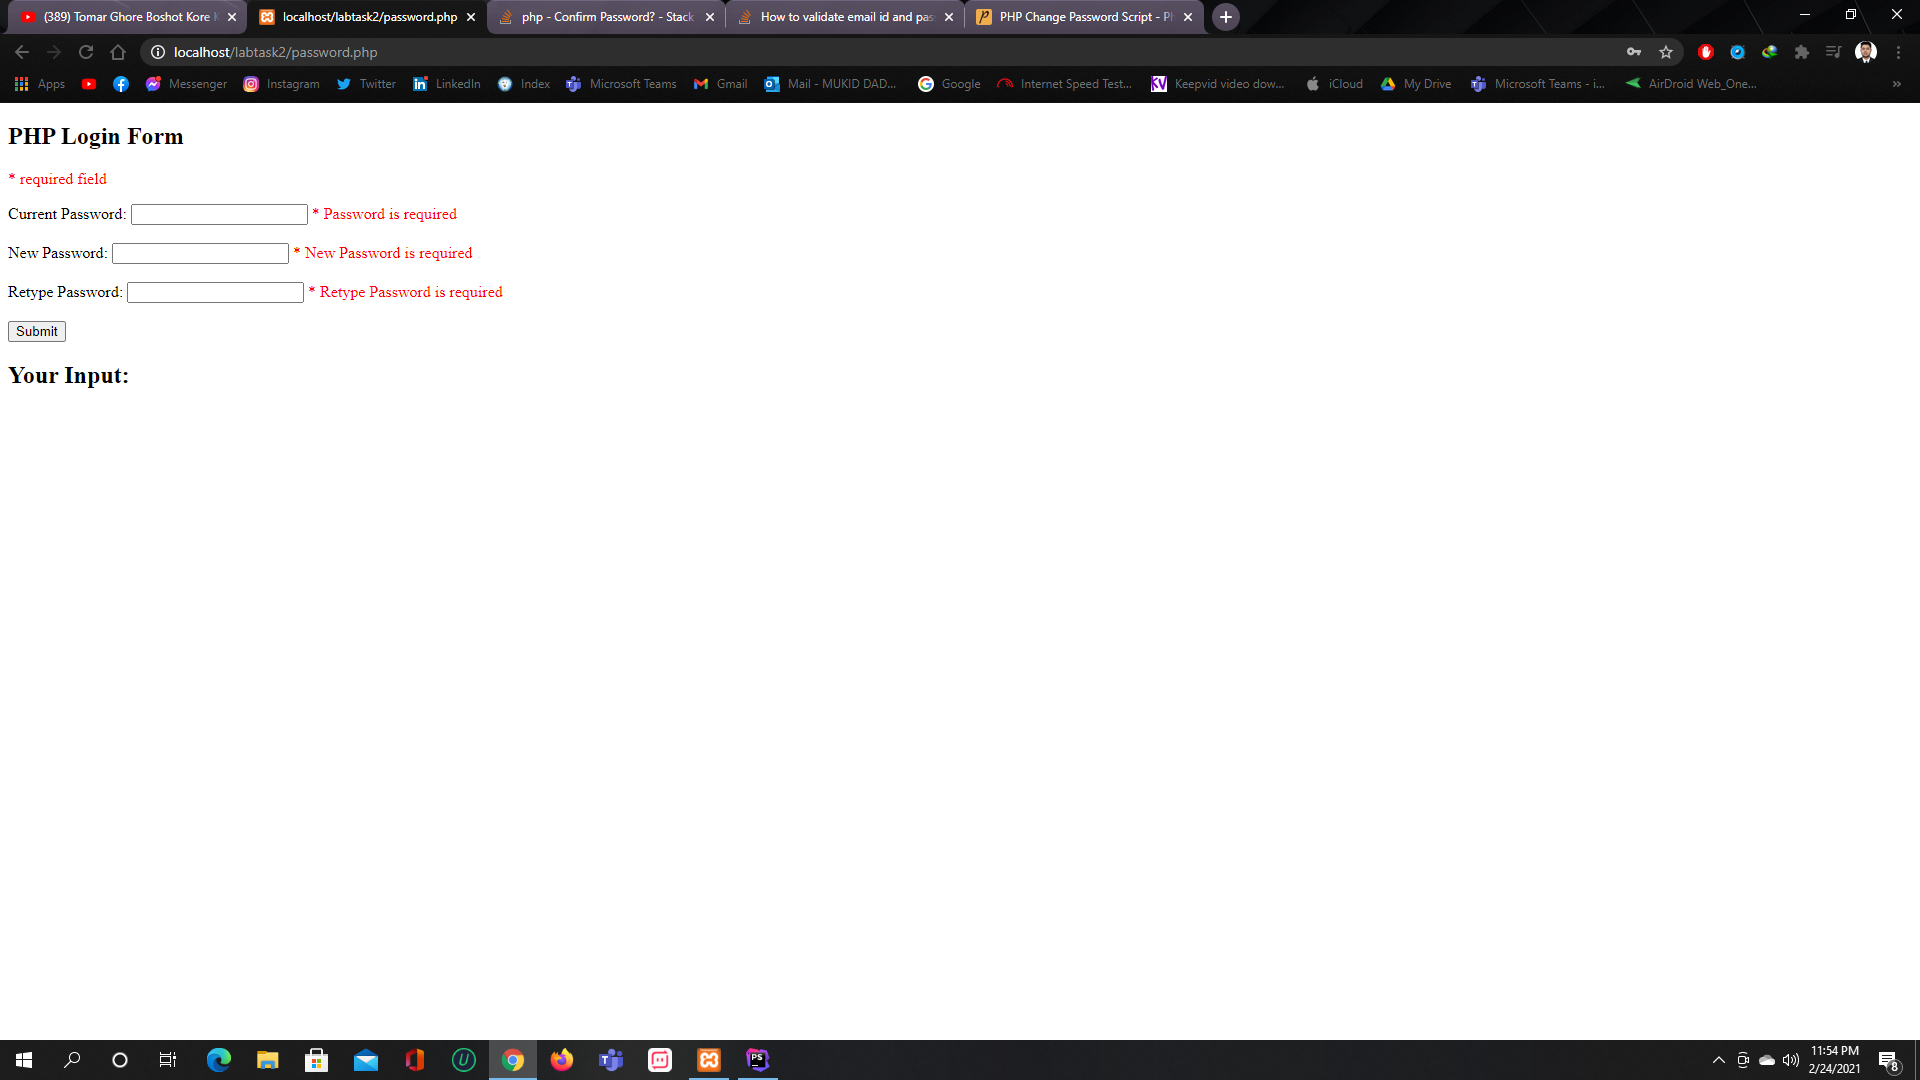 (389) Tomar Ghore Boshot Kore
localhost/labtask2/password.php
php - Confirm Password? - Stack
How to validate email id and pas
PHP Change Password Script - P
localhost/labtask2/password.php
Apps
Messenger
Instagram
Twitter
LinkedIn
Index
Microsoft Teams
Gmail
Mail - MUKID DAD...
Google
Internet Speed Test...
Keepvid video dow...
iCloud
My Drive
Microsoft Teams - i...
AirDroid Web_One...
PHP Login Form
* required field
Current Password: * Password is required
New Password: * New Password is required
Retype Password: * Retype Password is required
Submit
Your Input:
11:54 PM
2/24/2021
8